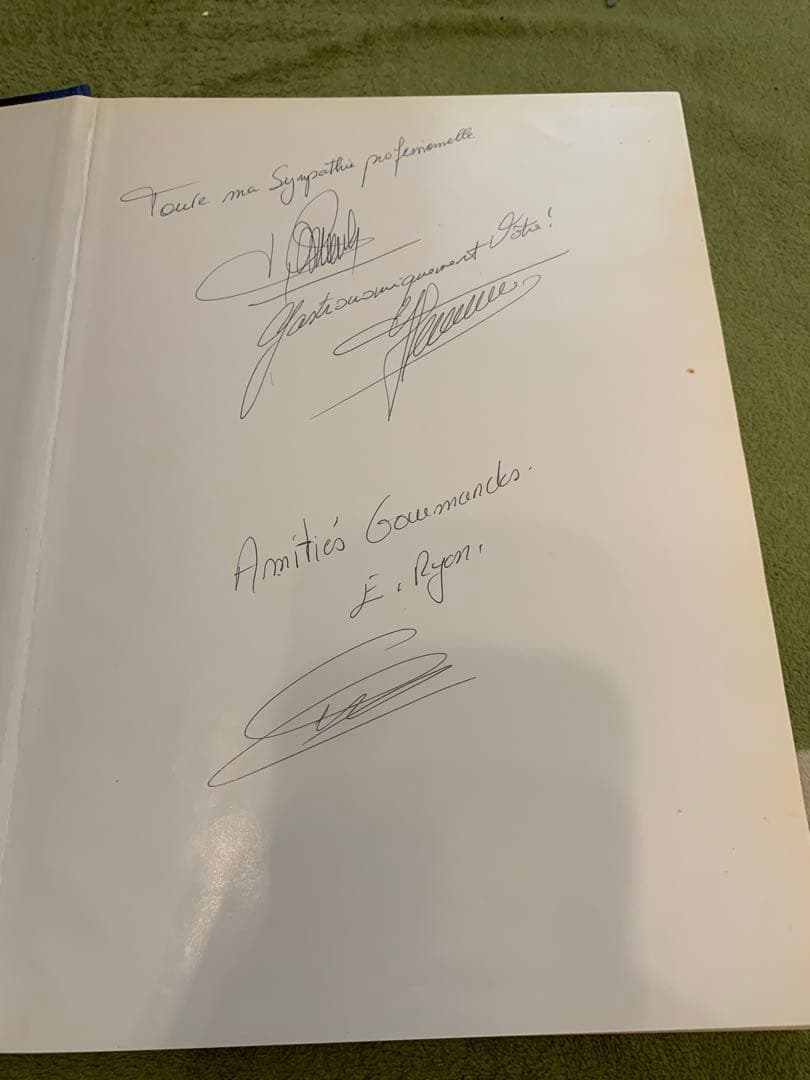 Toute ma Sympathie professionnelle
Gastronomiquement Vôtre!
Amitiés Gourmandes.
E. Ryon.